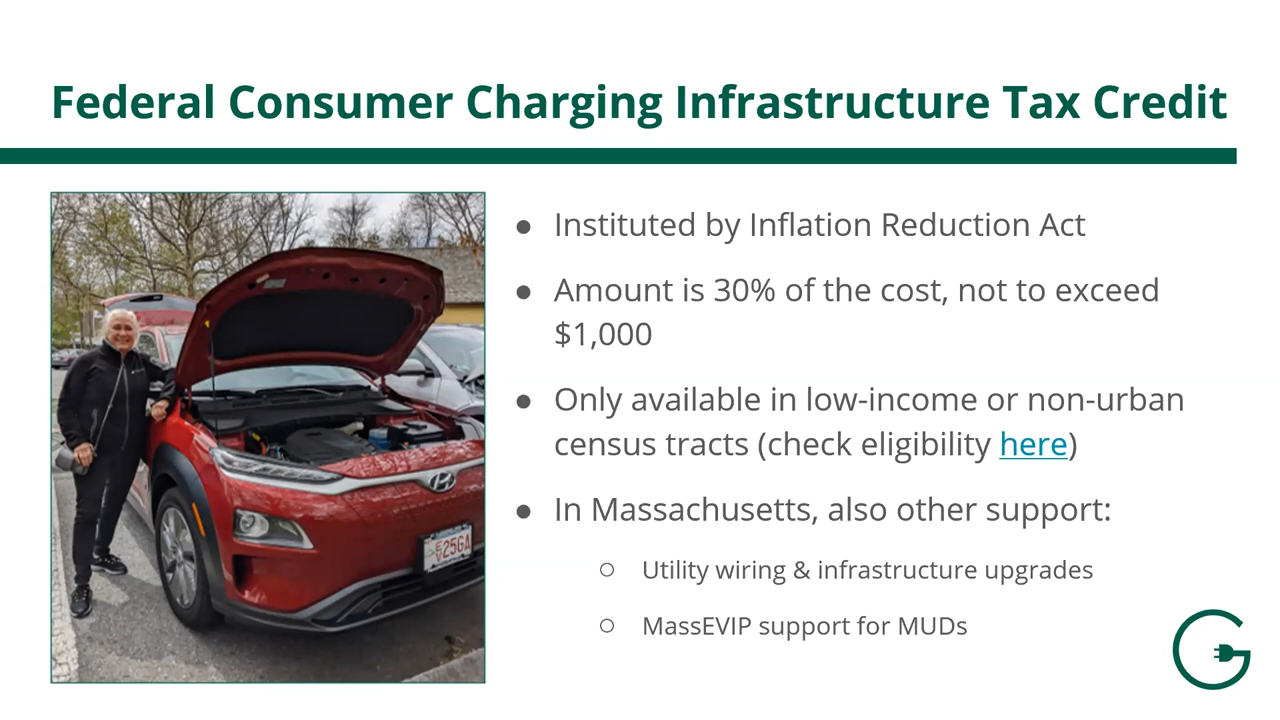 Federal Consumer Charging Infrastructure Tax Credit
● Instituted by Inflation Reduction Act
● Amount is 30% of the cost, not to exceed
$1,000
● Only available in low-income or non-urban
census tracts (check eligibility here)
● In Massachusetts, also other support:
○ Utility wiring & infrastructure upgrades
○ MassEVIP support for MUDs
EV 25GA